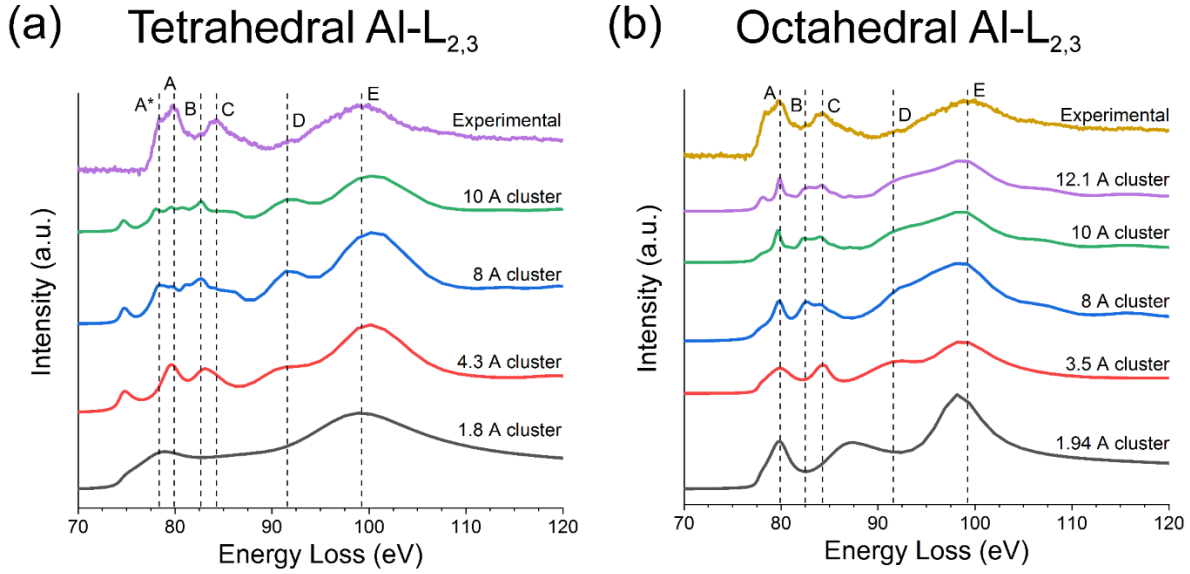 (a) Tetrahedral Al-L2,3
A*
A
B
C
D
E
Experimental
10 A cluster
8 A cluster
4.3 A cluster
1.8 A cluster
Intensity (a.u.)
70 80 90 100 110 120
Energy Loss (eV)
(b) Octahedral Al-L2,3
A
B
C
D
E
Experimental
12.1 A cluster
10 A cluster
8 A cluster
3.5 A cluster
1.94 A cluster
Intensity (a.u.)
70 80 90 100 110 120
Energy Loss (eV)